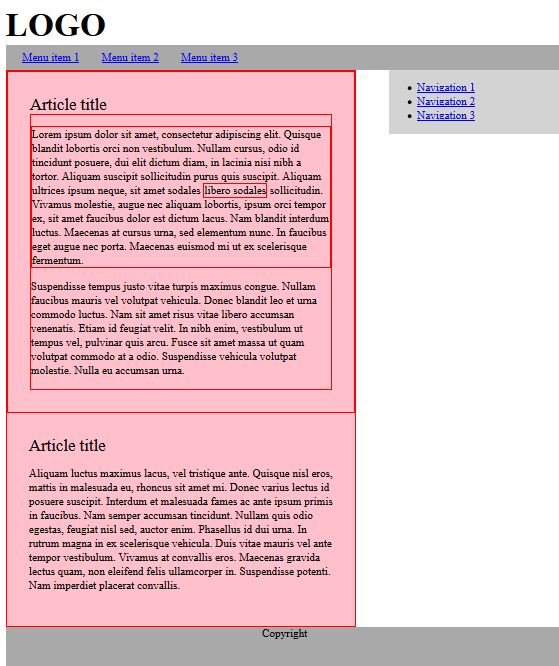 LOGO
Menu item 1 Menu item 2 Menu item 3
Article title
Lorem ipsum dolor sit amet, consectetur adipiscing elit. Quisque
blandit lobortis orci non vestibulum. Nullam cursus, odio id
tincidunt posuere, dui elit dictum diam, in lacinia nisi nibh a
tortor. Aliquam suscipit sollicitudin purus quis suscipit. Aliquam
ultrices ipsum neque, sit amet sodales libero sodales sollicitudin.
Vivamus molestie, augue nec aliquam lobortis, ipsum orci tempor
ex, sit amet faucibus dolor est dictum lacus. Nam blandit interdum
luctus. Maecenas at cursus urna, sed elementum nunc. In faucibus
eget augue nec porta. Maecenas euismod mi ut ex scelerisque
fermentum.
Suspendisse tempus justo vitae turpis maximus congue. Nullam
faucibus mauris vel volutpat vehicula. Donec blandit leo et urna
commodo luctus. Nam sit amet risus vitae libero accumsan
venenatis. Etiam id feugiat velit. In nibh enim, vestibulum ut
tempus vel, pulvinar quis arcu. Fusce sit amet massa ut quam
volutpat commodo at a odio. Suspendisse vehicula volutpat
molestie. Nulla eu accumsan urna.
Article title
Aliquam luctus maximus lacus, vel tristique ante. Quisque nisl eros,
mattis in malesuada eu, rhoncus sit amet mi. Donec varius lectus id
posuere suscipit. Interdum et malesuada fames ac ante ipsum primis
in faucibus. Nam semper accumsan tincidunt. Nullam quis odio
egestas, feugiat nisl sed, auctor enim. Phasellus id dui urna. In
rutrum magna in ex scelerisque vehicula. Duis vitae mauris vel ante
tempor vestibulum. Vivamus at convallis eros. Maecenas gravida
lectus quam, non eleifend felis ullamcorper in. Suspendisse potenti.
Nam imperdiet placerat convallis.
Navigation 1
Navigation 2
Navigation 3
Copyright